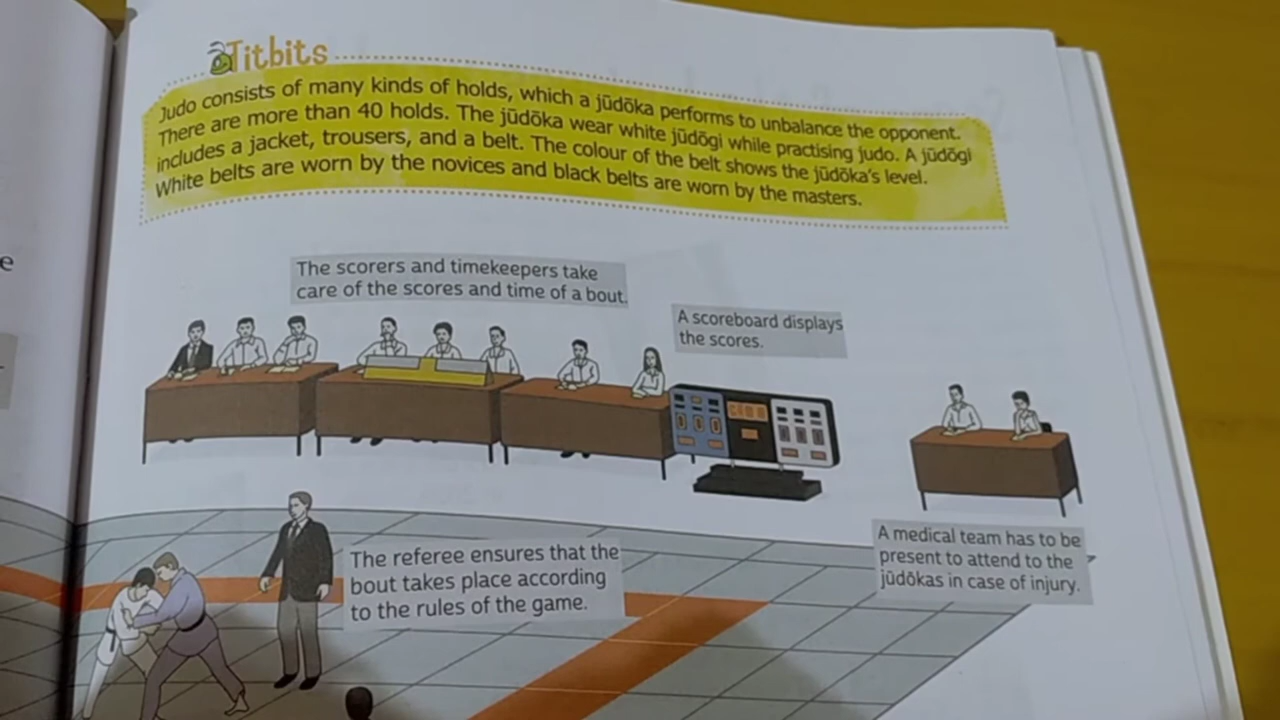 Titbits
Judo consists of many kinds of holds, which a jūdōka performs to unbalance the opponent.
There are more than 40 holds. The jūdōka wear white jūdōgi while practising judo. A jūdōgi
includes a jacket, trousers, and a belt. The colour of the belt shows the jūdōka's level.
White belts are worn by the novices and black belts are worn by the masters.
The scorers and timekeepers take
care of the scores and time of a bout.
A scoreboard displays
the scores.
A medical team has to be
present to attend to the
jūdōkas in case of injury.
The referee ensures that the
bout takes place according
to the rules of the game.
e